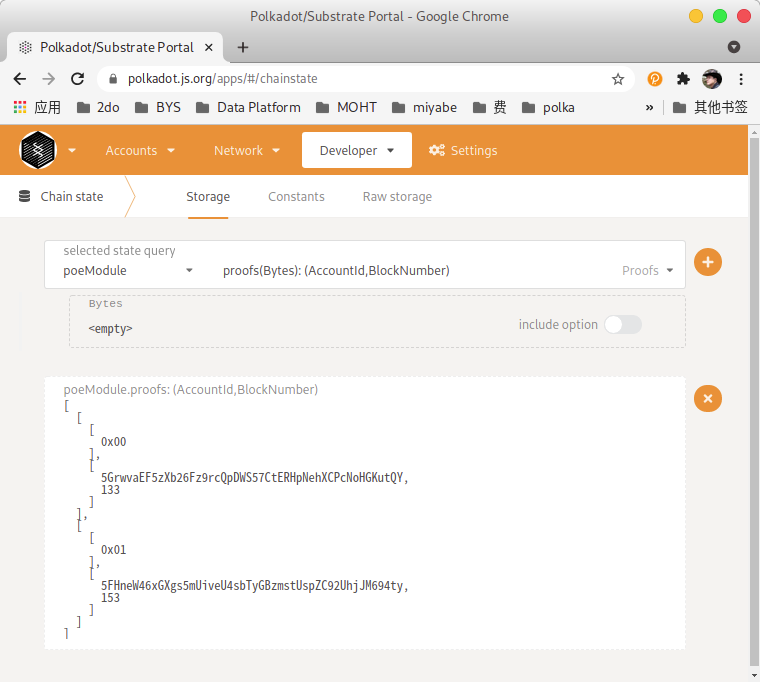 Polkadot/Substrate Portal - Google Chrome
Polkadot/Substrate Portal
polkadot.js.org/apps/#/chainstate
应用 2do BYS Data Platform MOHT miyabe 费 polka » 其他书签
Accounts Network Developer Settings
Chain state Storage Constants Raw storage
selected state query
poeModule proofs(Bytes): (AccountId,BlockNumber) Proofs
Bytes
<empty> include option
poeModule.proofs: (AccountId,BlockNumber)
[
[
[
0x00
],
[
5GrwvaEF5zXb26Fz9rcQpDWS57CtERHpNehXCPcNoHGKutQY,
133
]
],
[
[
0x01
],
[
5FHneW46xGXgs5mUiveU4sbTyGBzmstUspZC92UhjJM694ty,
153
]
]
]